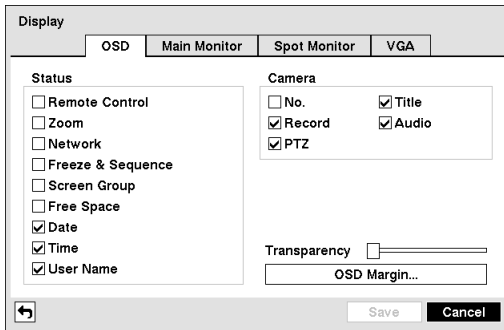 Display
OSD Main Monitor Spot Monitor VGA
Status
Remote Control
Zoom
Network
Freeze & Sequence
Screen Group
Free Space
Date
Time
User Name
Camera
No. Title
Record Audio
PTZ
Transparency
OSD Margin...
Save Cancel